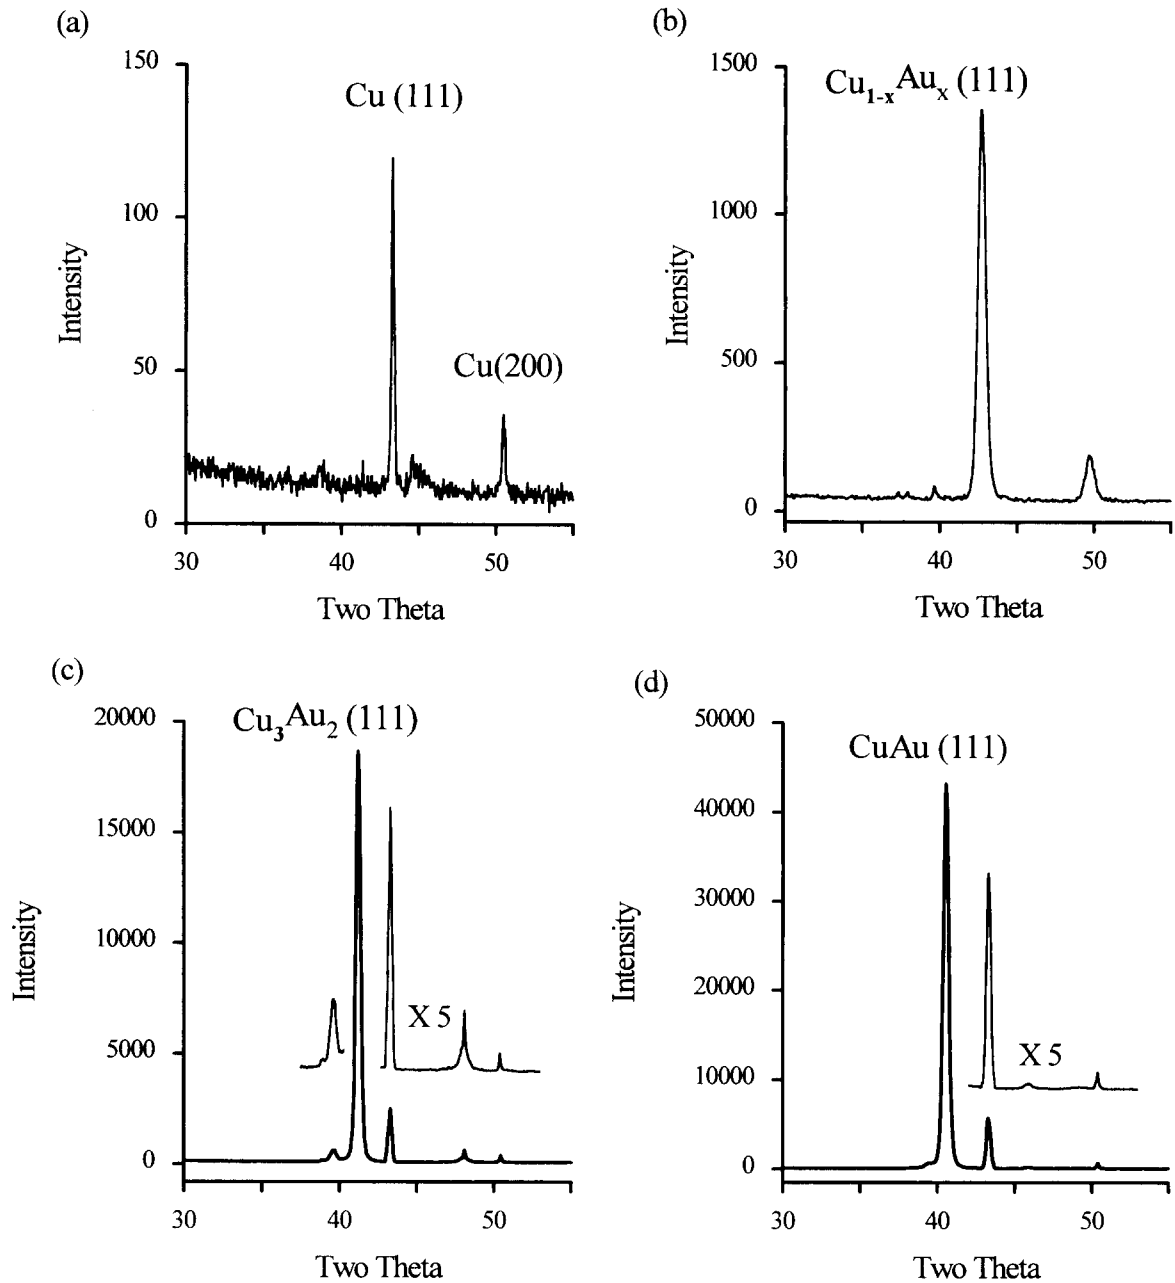 (a)
150
100
50
0
Intensity
Cu (111)
Cu(200)
30 40 50
Two Theta
(b)
1500
1000
500
0
Intensity
Cu1-xAux (111)
30 40 50
Two Theta
(c)
20000
15000
10000
5000
0
Intensity
Cu3Au2 (111)
X 5
30 40 50
Two Theta
(d)
50000
40000
30000
20000
10000
0
Intensity
CuAu (111)
X 5
30 40 50
Two Theta